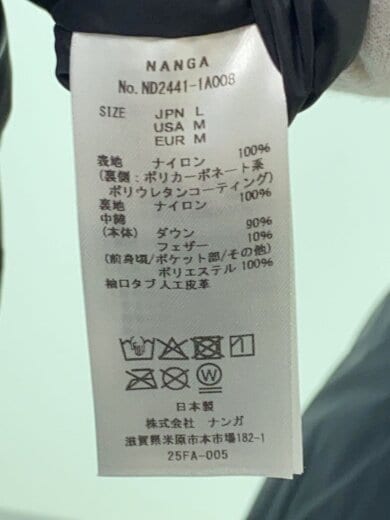 NANGA
No. ND2441-1A008
SIZE JPN L
USA M
EUR M
表地 ナイロン 100%
(裏側：ポリカーボネート系
ポリウレタンコーティング)
裏地 ナイロン 100%
中綿
(本体) ダウン 90%
フェザー 10%
(前身頃/ポケット部/その他)
ポリエステル 100%
袖口タブ 人工皮革
日本製
株式会社 ナンガ
滋賀県米原市本市場182-1
25FA-005